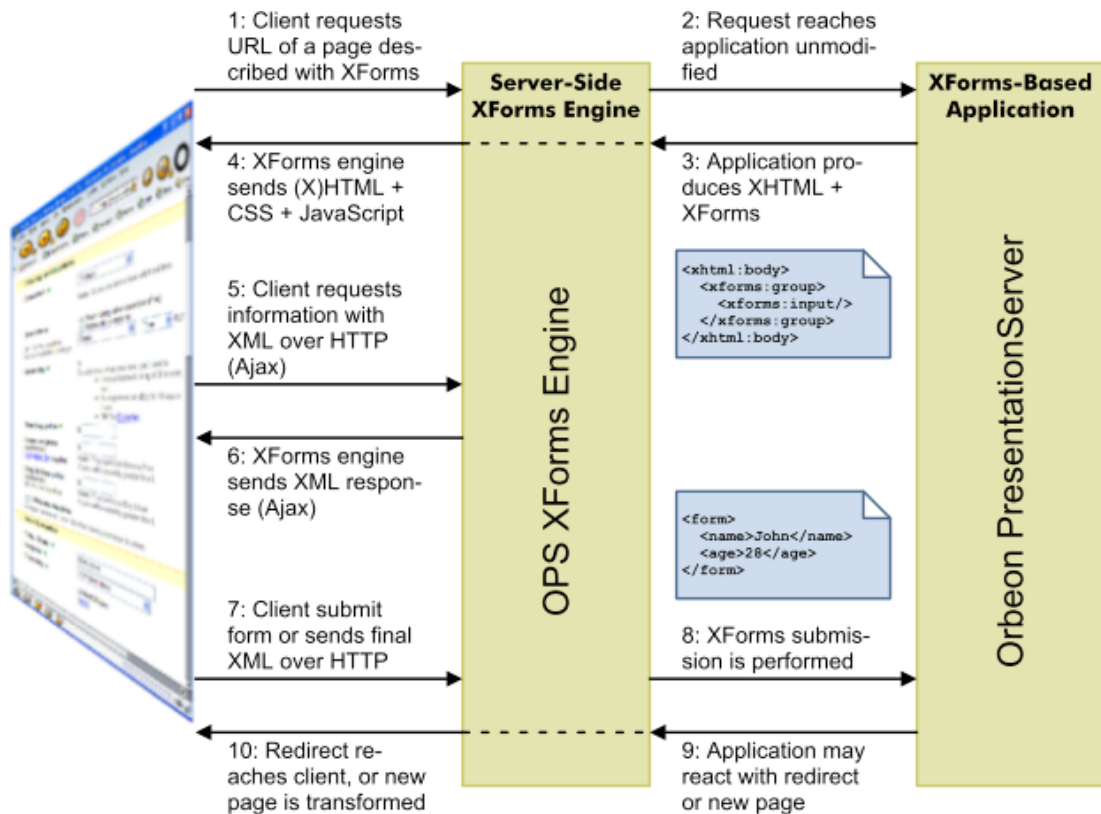 1: Client requests
URL of a page des-
cribed with XForms
2: Request reaches
application unmodi-
fied
Server-Side
XForms Engine
XForms-Based
Application
4: XForms engine
sends (X)HTML +
CSS + JavaScript
3: Application pro-
duces XHTML +
XForms
<xhtml:body>
<xforms:group>
<xforms:input/>
</xforms:group>
</xhtml:body>
5: Client requests
information with
XML over HTTP
(Ajax)
OPS XForms Engine
Orbeon PresentationServer
6: XForms engine
sends XML respon-
se (Ajax)
<form>
<name>John</name>
<age>28</age>
</form>
7: Client submit
form or sends final
XML over HTTP
8: XForms submis-
sion is performed
10: Redirect re-
aches client, or new
page is transformed
9: Application may
react with redirect
or new page